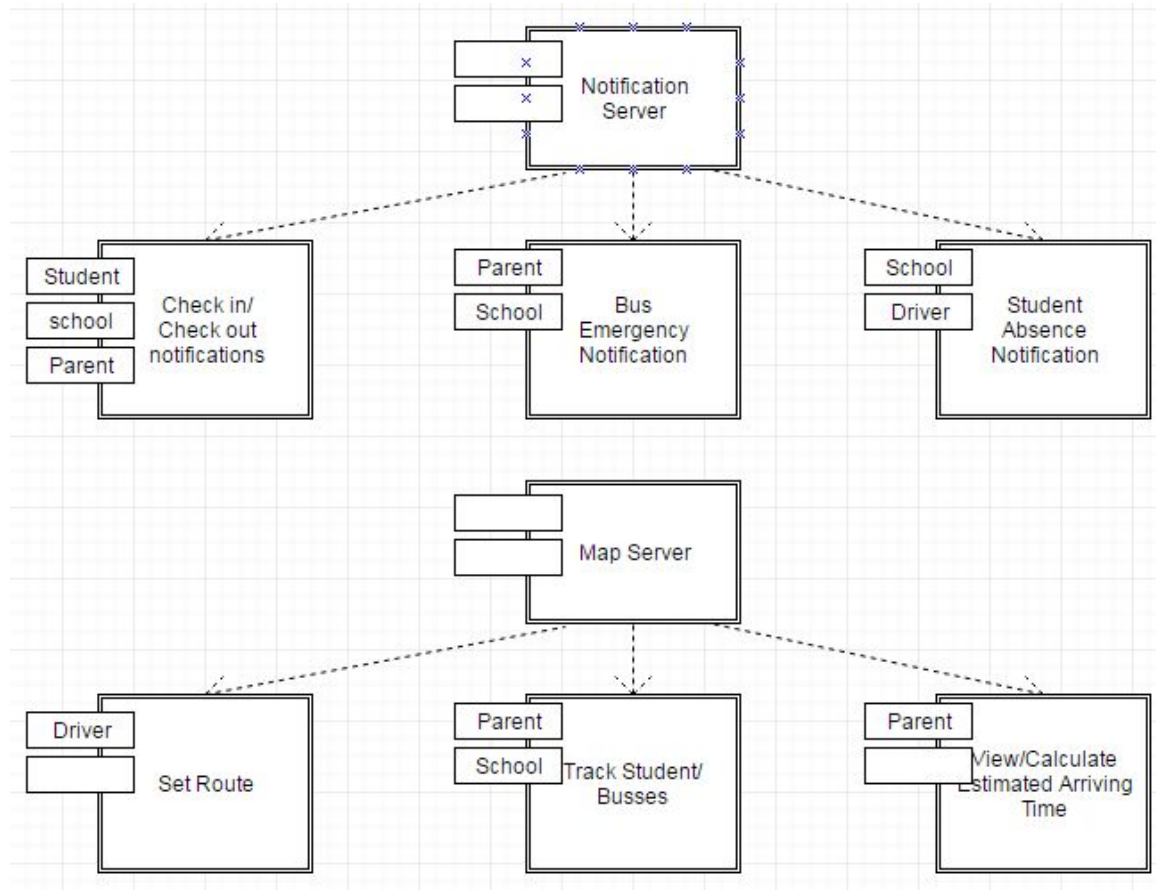 Notification
Server
Student
school
Parent
Check in/
Check out
notifications
Parent
School
Bus
Emergency
Notification
School
Driver
Student
Absence
Notification
Map Server
Driver
Set Route
Parent
School
Track Student/
Busses
Parent
View/Calculate
Estimated Arriving
Time